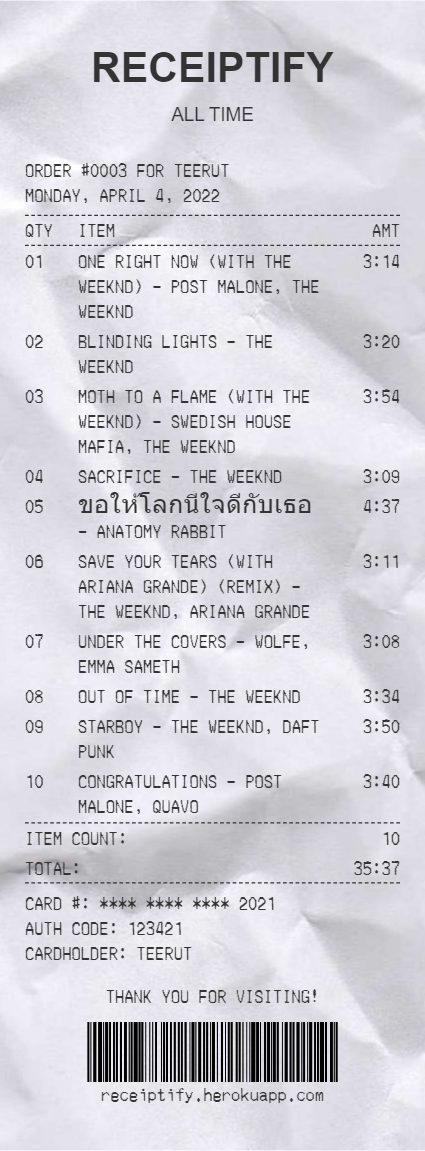 RECEIPTIFY
ALL TIME
ORDER #0003 FOR TEERUT
MONDAY, APRIL 4, 2022
QTY ITEM AMT
01 ONE RIGHT NOW (WITH THE 3:14
WEEKND) - POST MALONE, THE
WEEKND
02 BLINDING LIGHTS - THE 3:20
WEEKND
03 MOTH TO A FLAME (WITH THE 3:54
WEEKND) - SWEDISH HOUSE
MAFIA, THE WEEKND
04 SACRIFICE - THE WEEKND 3:09
05 ขอให้โลกนี้ใจดีกับเธอ 4:37
- ANATOMY RABBIT
06 SAVE YOUR TEARS (WITH 3:11
ARIANA GRANDE) (REMIX) -
THE WEEKND, ARIANA GRANDE
07 UNDER THE COVERS - WOLFE, 3:08
EMMA SAMETH
08 OUT OF TIME - THE WEEKND 3:34
09 STARBOY - THE WEEKND, DAFT 3:50
PUNK
10 CONGRATULATIONS - POST 3:40
MALONE, QUAVO
ITEM COUNT: 10
TOTAL: 35:37
CARD #: **** **** **** 2021
AUTH CODE: 123421
CARDHOLDER: TEERUT
THANK YOU FOR VISITING!
receiptify.herokuapp.com